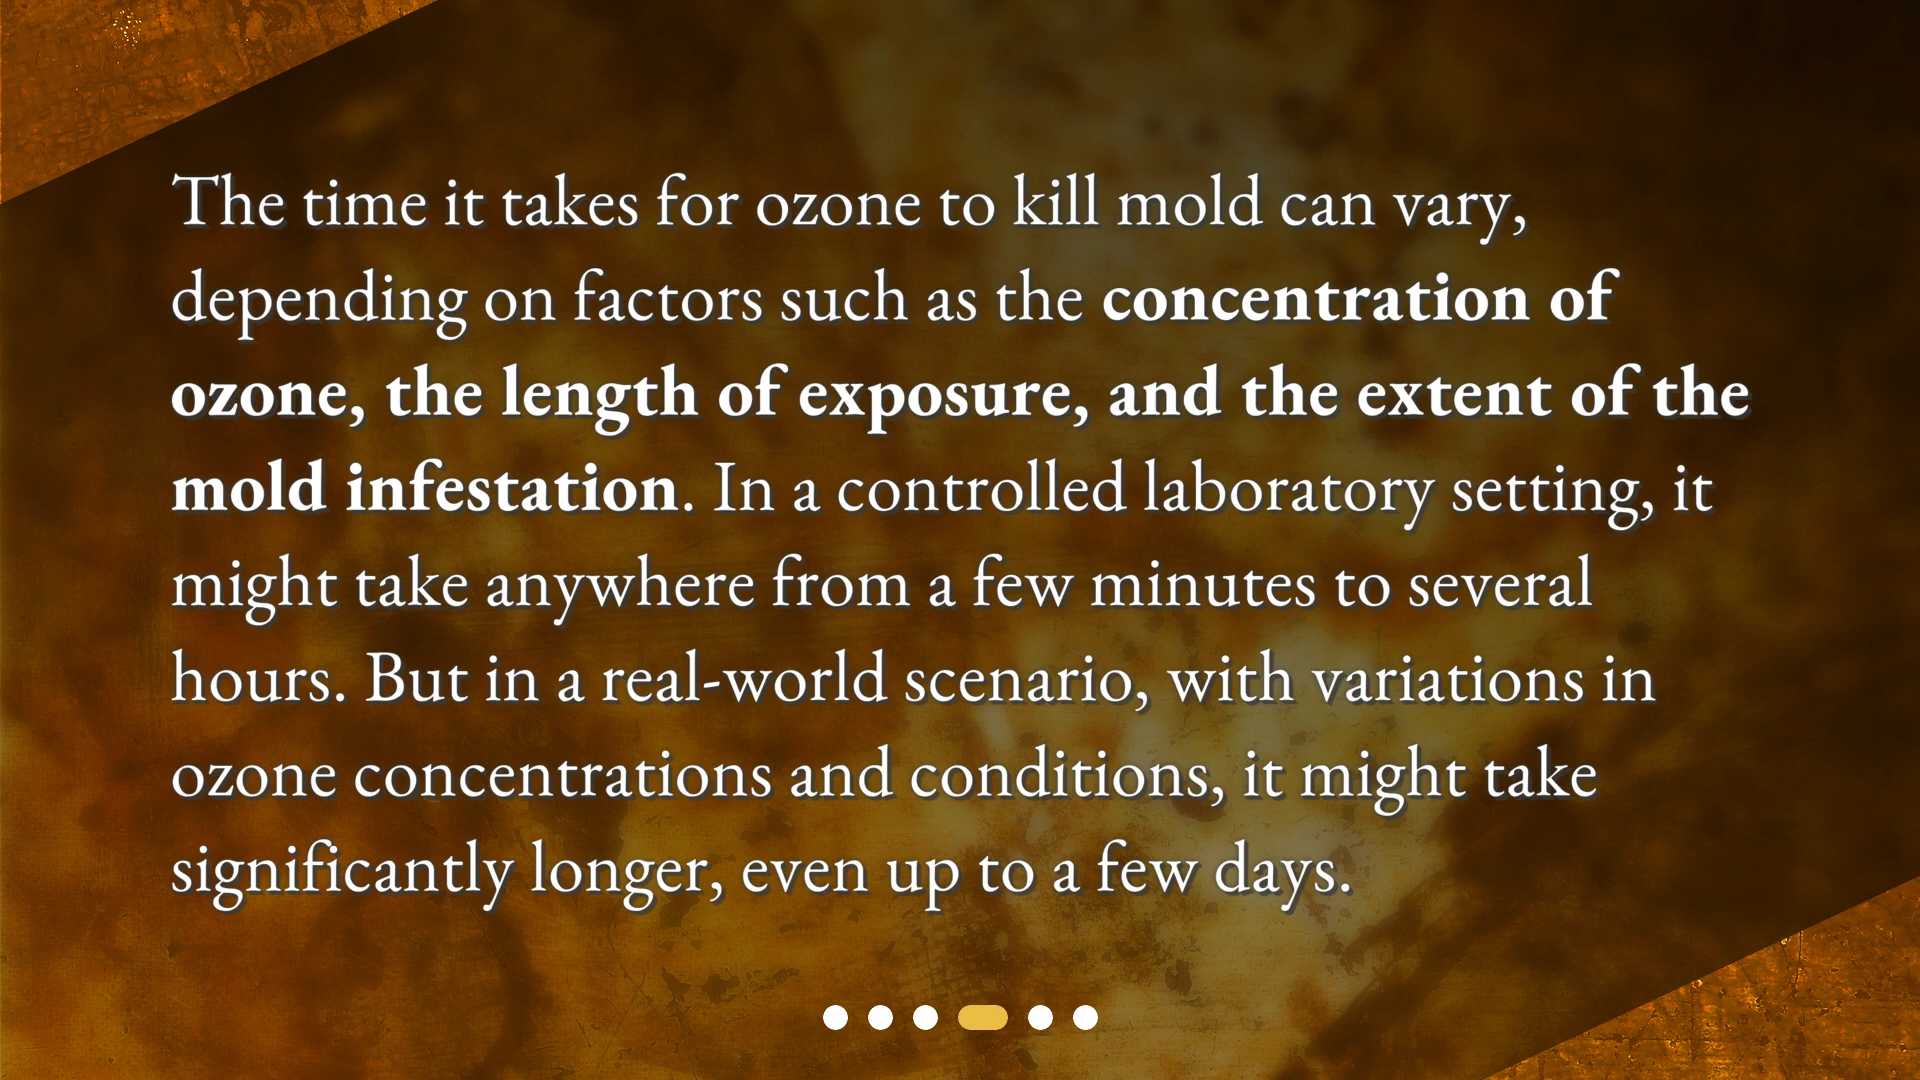 The time it takes for ozone to kill mold can vary,
depending on factors such as the concentration of
ozone, the length of exposure, and the extent of the
mold infestation. In a controlled laboratory setting, it
might take anywhere from a few minutes to several
hours. But in a real-world scenario, with variations in
ozone concentrations and conditions, it might take
significantly longer, even up to a few days.